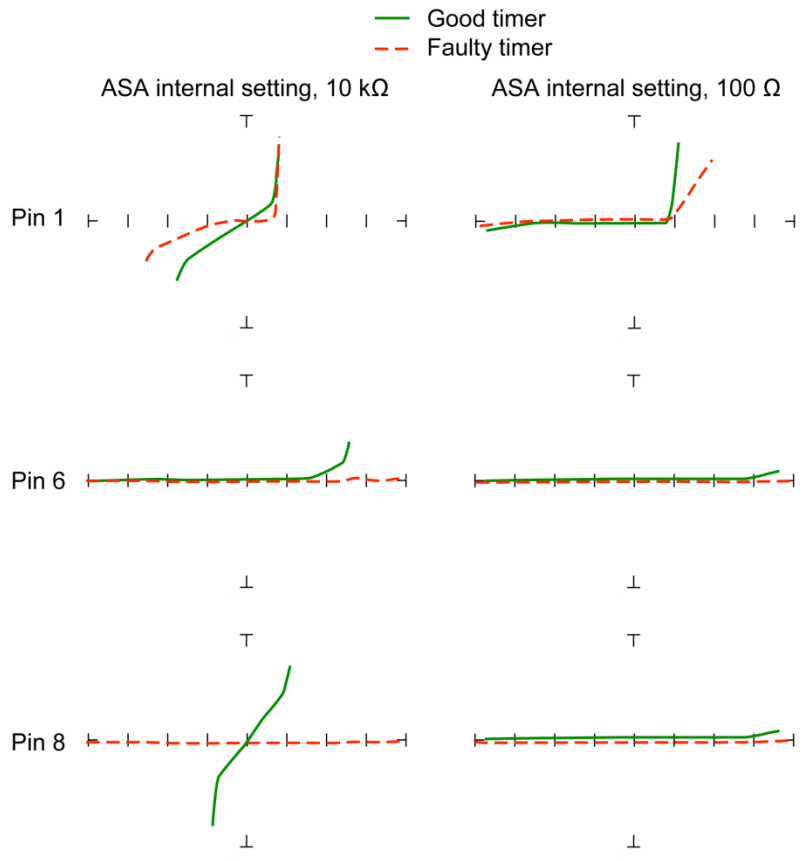 Good timer
Faulty timer
ASA internal setting, 10 kΩ
ASA internal setting, 100 Ω
Pin 1
Pin 6
Pin 8